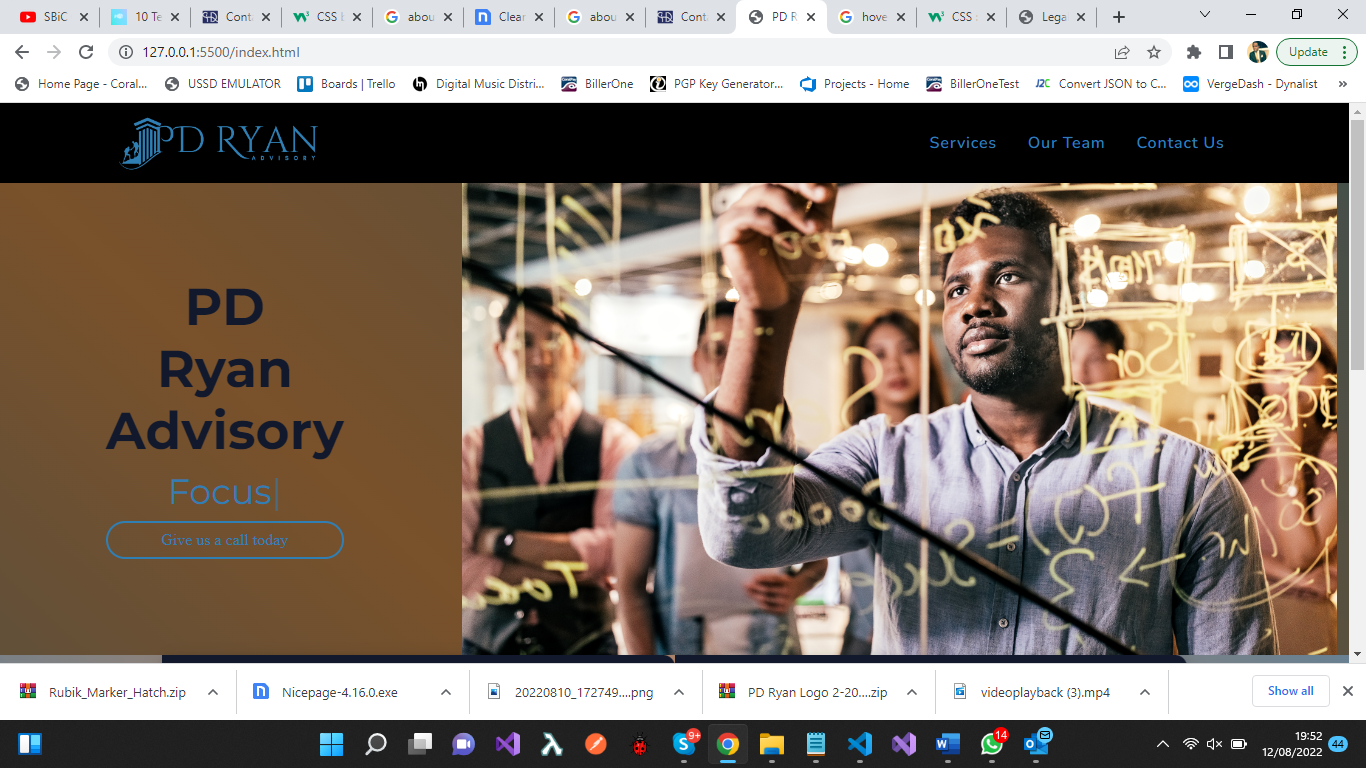 SBiC
10 Te
Conta
CSS
abou
Clear
abou
Conta
PD R
hove
CSS
Lega
127.0.0.1:5500/index.html
Update
Home Page - Coral...
USSD EMULATOR
Boards | Trello
Digital Music Distri...
BillerOne
PGP Key Generator...
Projects - Home
BillerOneTest
J2C Convert JSON to C...
VergeDash - Dynalist
»
PD RYAN
ADVISORY
Services
Our Team
Contact Us
PD
Ryan
Advisory
Focus|
Give us a call today
Rubik_Marker_Hatch.zip
Nicepage-4.16.0.exe
20220810_172749....png
PD Ryan Logo 2-20....zip
videoplayback (3).mp4
Show all
9+
14
19:52
12/08/2022
44